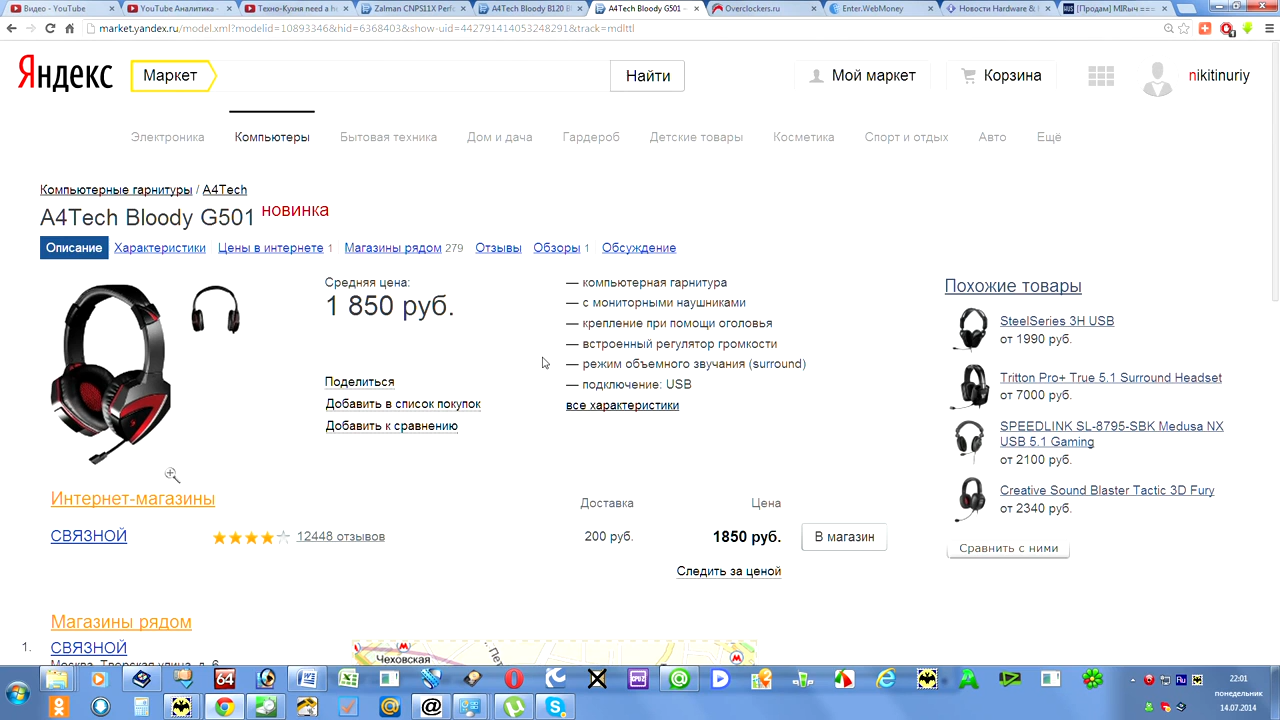 Видео - YouTube
YouTube Аналитика -
Техно-Кухня need a h
Zalman CNPS11X Perf
A4Tech Bloody B120 B
A4Tech Bloody G501 -
Overclockers.ru
Enter.WebMoney
Новости Hardware &
[Продам] MIRыч ===
market.yandex.ru/model.xml?modelid=10893346&hid=6368403&show-uid=442791414053248291&track=mdlttl
Яндекс
Маркет
Найти
Мой маркет
Корзина
nikitinuriy
Электроника
Компьютеры
Бытовая техника
Дом и дача
Гардероб
Детские товары
Косметика
Спорт и отдых
Авто
Ещё
Компьютерные гарнитуры / A4Tech
A4Tech Bloody G501 новинка
Описание Характеристики Цены в интернете 1 Магазины рядом 279 Отзывы Обзоры 1 Обсуждение
Средняя цена:
1 850 руб.
Поделиться
Добавить в список покупок
Добавить к сравнению
— компьютерная гарнитура
— с мониторными наушниками
— крепление при помощи оголовья
— встроенный регулятор громкости
— режим объемного звучания (surround)
— подключение: USB
все характеристики
Похожие товары
SteelSeries 3H USB
от 1990 руб.
Tritton Pro+ True 5.1 Surround Headset
от 7000 руб.
SPEEDLINK SL-8795-SBK Medusa NX
USB 5.1 Gaming
от 2100 руб.
Creative Sound Blaster Tactic 3D Fury
от 2340 руб.
Сравнить с ними
Интернет-магазины
Доставка
Цена
СВЯЗНОЙ
12448 отзывов
200 руб.
1850 руб.
В магазин
Следить за ценой
Магазины рядом
1. СВЯЗНОЙ
Москва, Тверская улица, д. 6
Чеховская
64
Ru
22:01
понедельник
14.07.2014